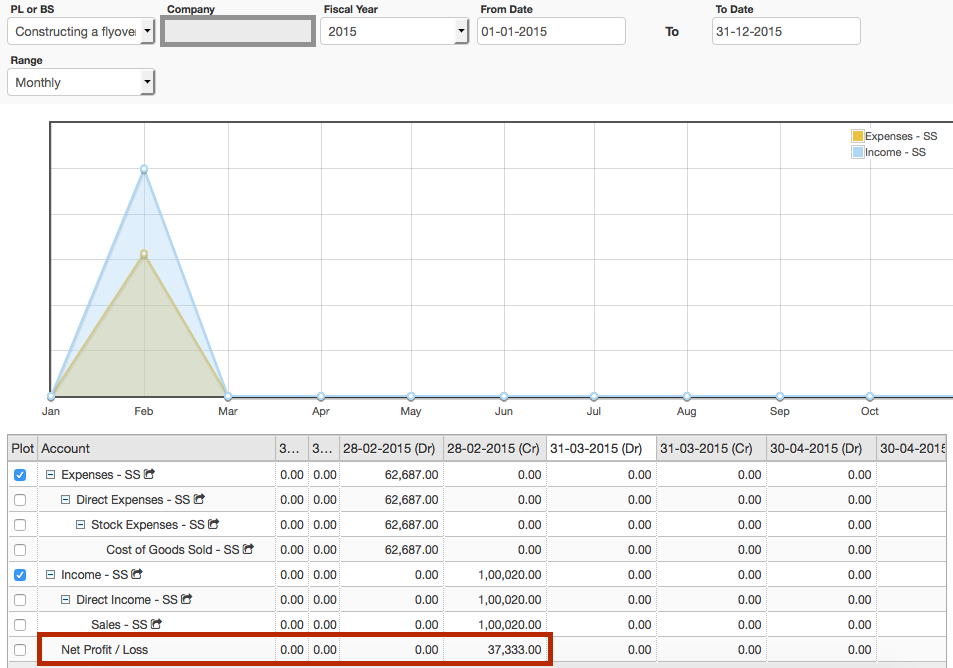 PL or BS Company Fiscal Year From Date To Date
Constructing a flyover 2015 01-01-2015 To 31-12-2015
Range
Monthly
Expenses - SS
Income - SS
Jan Feb Mar Apr May Jun Jul Aug Sep Oct
Plot Account 3... 3... 28-02-2015 (Dr) 28-02-2015 (Cr) 31-03-2015 (Dr) 31-03-2015 (Cr) 30-04-2015 (Dr) 30-04-2015
Expenses - SS 0.00 0.00 62,687.00 0.00 0.00 0.00 0.00
Direct Expenses - SS 0.00 0.00 62,687.00 0.00 0.00 0.00 0.00
Stock Expenses - SS 0.00 0.00 62,687.00 0.00 0.00 0.00 0.00
Cost of Goods Sold - SS 0.00 0.00 62,687.00 0.00 0.00 0.00 0.00
Income - SS 0.00 0.00 0.00 1,00,020.00 0.00 0.00 0.00
Direct Income - SS 0.00 0.00 0.00 1,00,020.00 0.00 0.00 0.00
Sales - SS 0.00 0.00 0.00 1,00,020.00 0.00 0.00 0.00
Net Profit / Loss 0.00 0.00 0.00 37,333.00 0.00 0.00 0.00